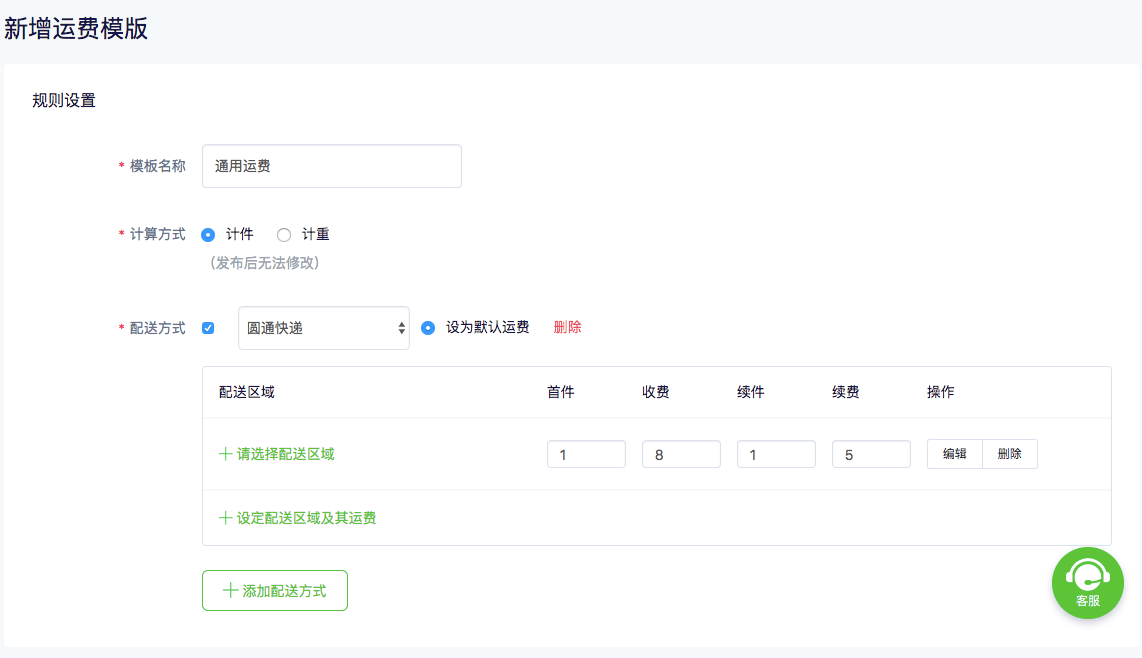 新增运费模版
规则设置
* 模板名称 通用运费
* 计算方式 计件 计重
(发布后无法修改)
* 配送方式 圆通快递 设为默认运费 删除
配送区域 首件 收费 续件 续费 操作
请选择配送区域 1 8 1 5 编辑 删除
设定配送区域及其运费
添加配送方式
客服